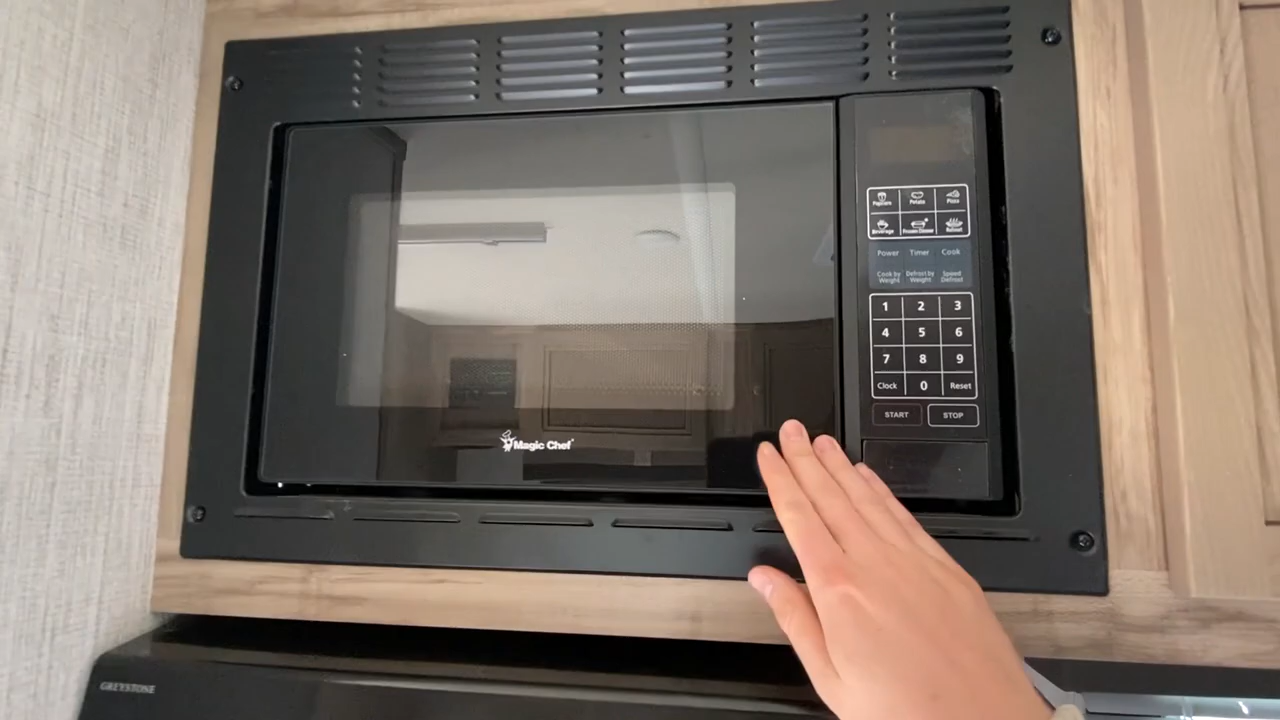 Popcorn Potato Pizza
Beverage Frozen Dinner Reheat
Power Timer Cook
Cook by Weight Defrost by Weight Speed Defrost
1 2 3
4 5 6
7 8 9
Clock 0 Reset
START STOP
Magic Chef
GREYSTONE